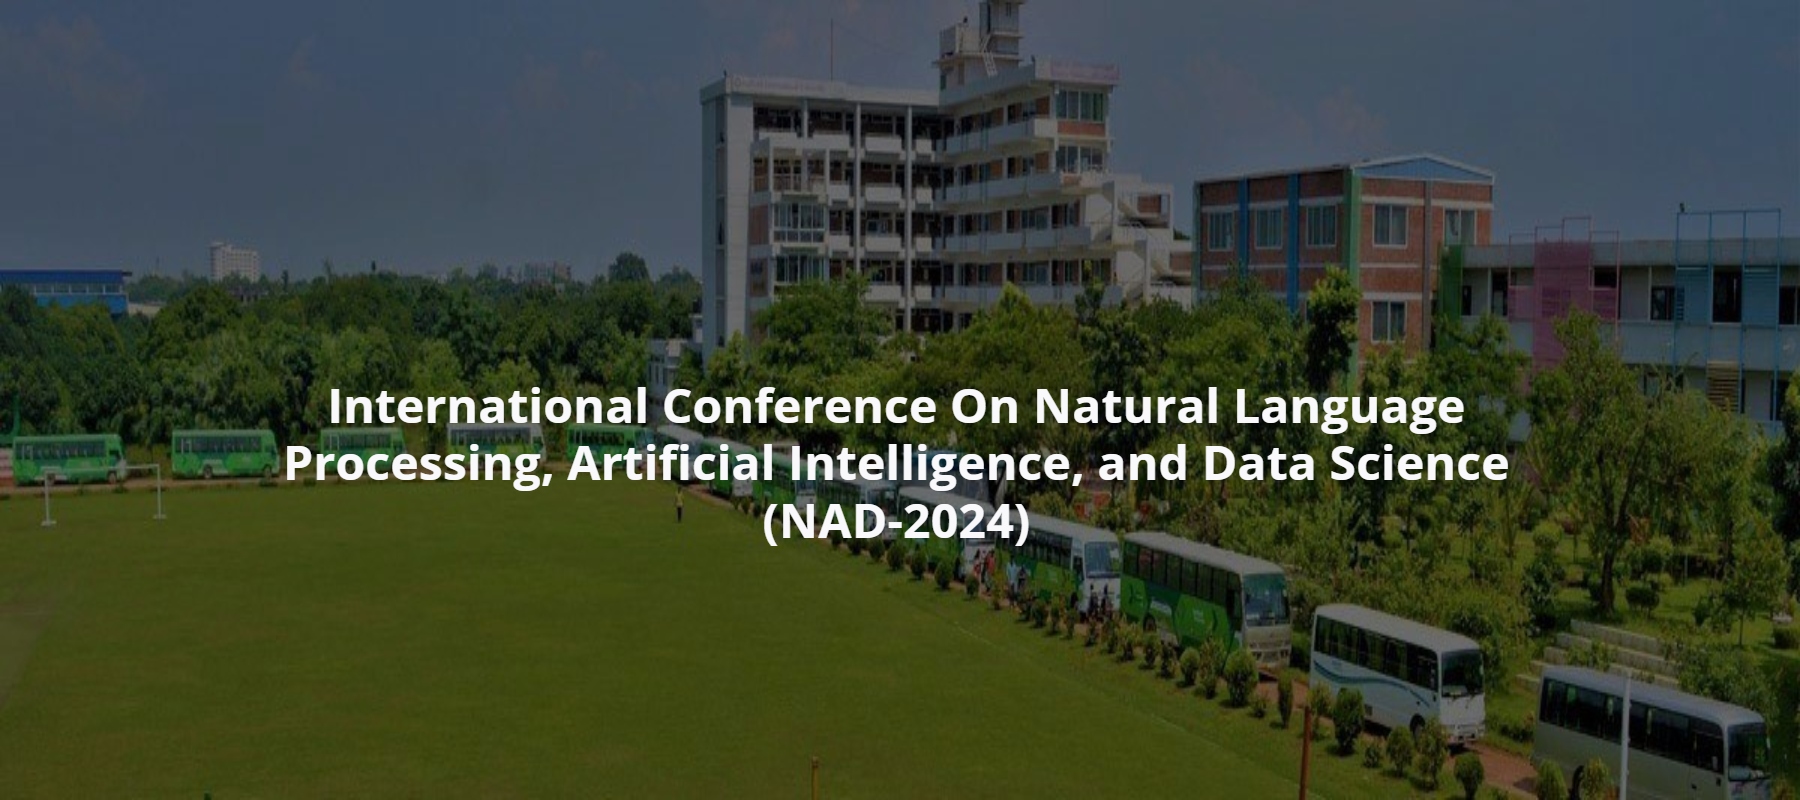 International Conference On Natural Language
Processing, Artificial Intelligence, and Data Science
(NAD-2024)